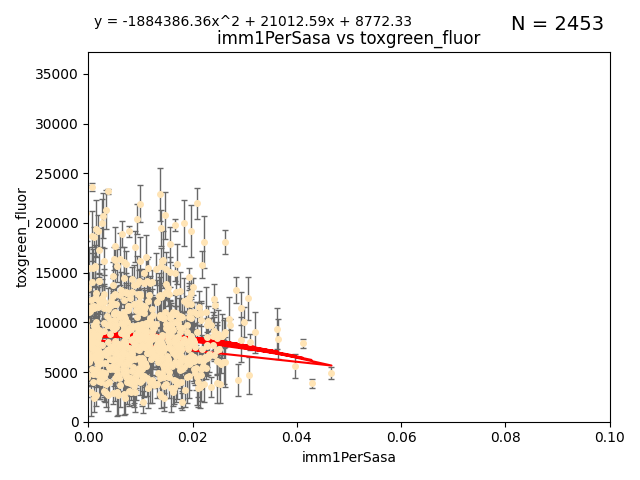 y = -1884386.36x^2 + 21012.59x + 8772.33
N = 2453
imm1PerSasa vs toxgreen_fluor
35000
30000
25000
20000
15000
10000
5000
0
toxgreen_fluor
0.00
0.02
0.04
0.06
0.08
0.10
imm1PerSasa